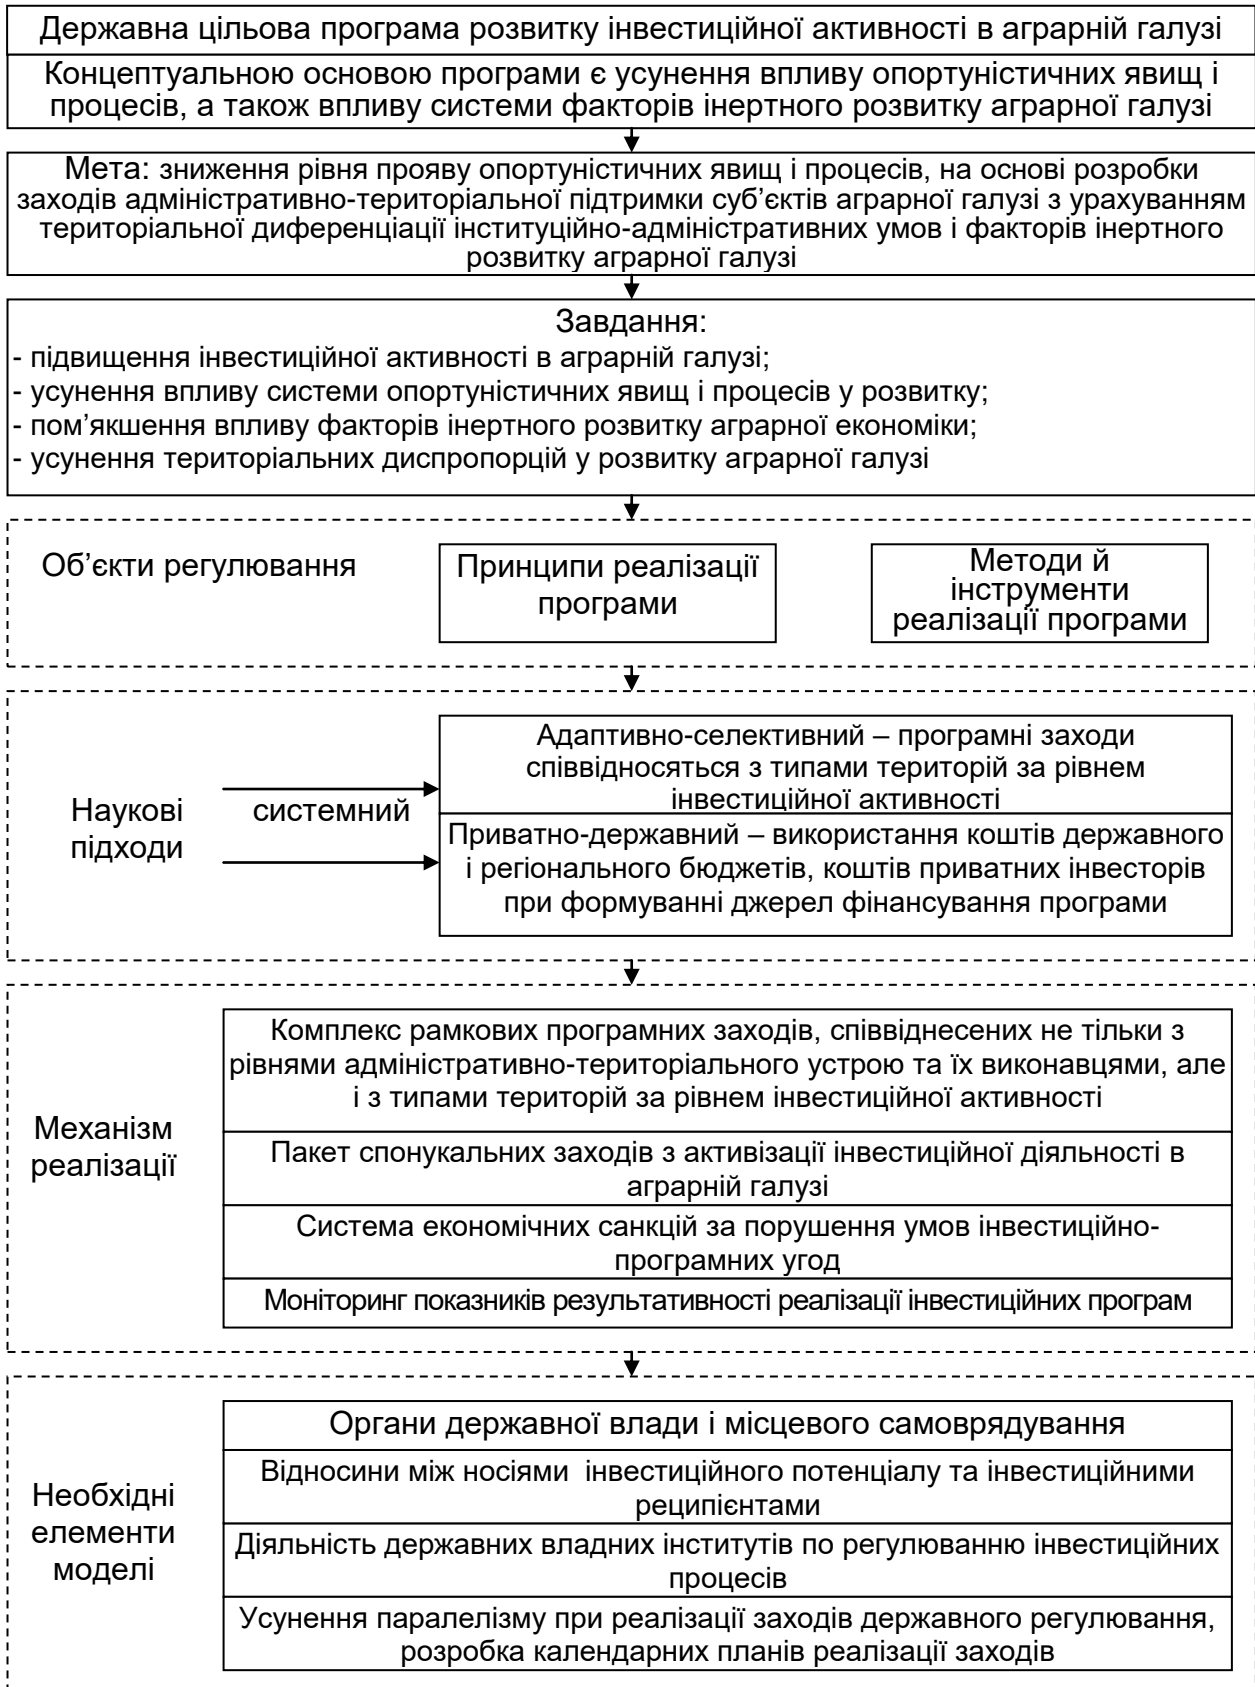 Державна цільова програма розвитку інвестиційної активності в аграрній галузі
Концептуальною основою програми є усунення впливу опортуністичних явищ і
процесів, а також впливу системи факторів інертного розвитку аграрної галузі
Мета: зниження рівня прояву опортуністичних явищ і процесів, на основі розробки
заходів адміністративно-територіальної підтримки суб’єктів аграрної галузі з урахуванням
територіальної диференціації інституційно-адміністративних умов і факторів інертного
розвитку аграрної галузі
Завдання:
- підвищення інвестиційної активності в аграрній галузі;
- усунення впливу системи опортуністичних явищ і процесів у розвитку;
- пом’якшення впливу факторів інертного розвитку аграрної економіки;
- усунення територіальних диспропорцій у розвитку аграрної галузі
Об’єкти регулювання
Принципи реалізації
програми
Методи й
інструменти
реалізації програми
Наукові
підходи
системний
Адаптивно-селективний – програмні заходи
співвідносяться з типами територій за рівнем
інвестиційної активності
Приватно-державний – використання коштів державного
і регіонального бюджетів, коштів приватних інвесторів
при формуванні джерел фінансування програми
Механізм
реалізації
Комплекс рамкових програмних заходів, співвіднесених не тільки з
рівнями адміністративно-територіального устрою та їх виконавцями, але
і з типами територій за рівнем інвестиційної активності
Пакет спонукальних заходів з активізації інвестиційної діяльності в
аграрній галузі
Система економічних санкцій за порушення умов інвестиційно-
програмних угод
Моніторинг показників результативності реалізації інвестиційних програм
Необхідні
елементи
моделі
Органи державної влади і місцевого самоврядування
Відносини між носіями інвестиційного потенціалу та інвестиційними
реципієнтами
Діяльність державних владних інститутів по регулюванню інвестиційних
процесів
Усунення паралелізму при реалізації заходів державного регулювання,
розробка календарних планів реалізації заходів